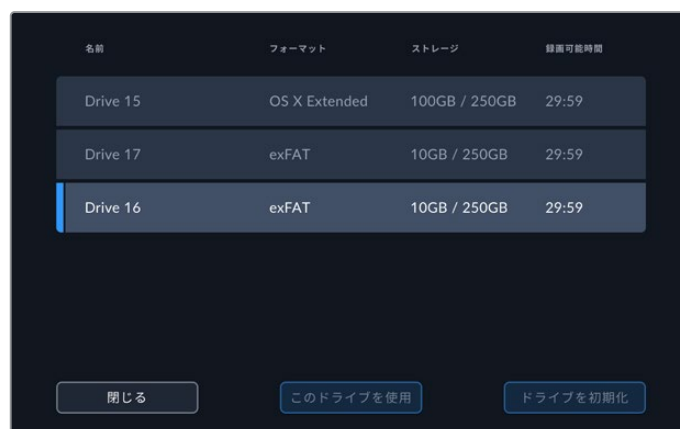 名前 フォーマット ストレージ 録画可能時間
Drive 15 OS X Extended 100GB / 250GB 29:59
Drive 17 exFAT 10GB / 250GB 29:59
Drive 16 exFAT 10GB / 250GB 29:59
閉じる このドライブを使用 ドライブを初期化